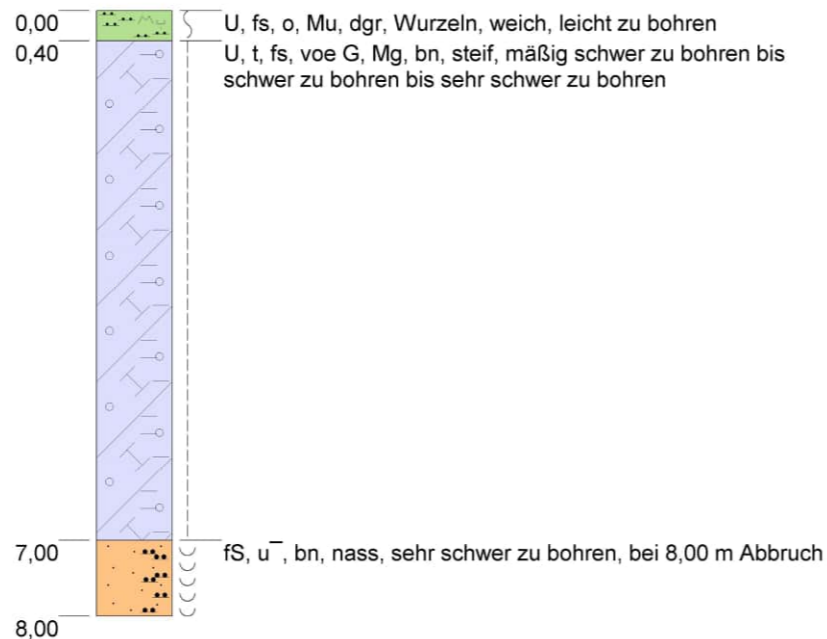 0,00 U, fs, o, Mu, dgr, Wurzeln, weich, leicht zu bohren
0,40 U, t, fs, voe G, Mg, bn, steif, mäßig schwer zu bohren bis
schwer zu bohren bis sehr schwer zu bohren
7,00 fS, u¯, bn, nass, sehr schwer zu bohren, bei 8,00 m Abbruch
8,00